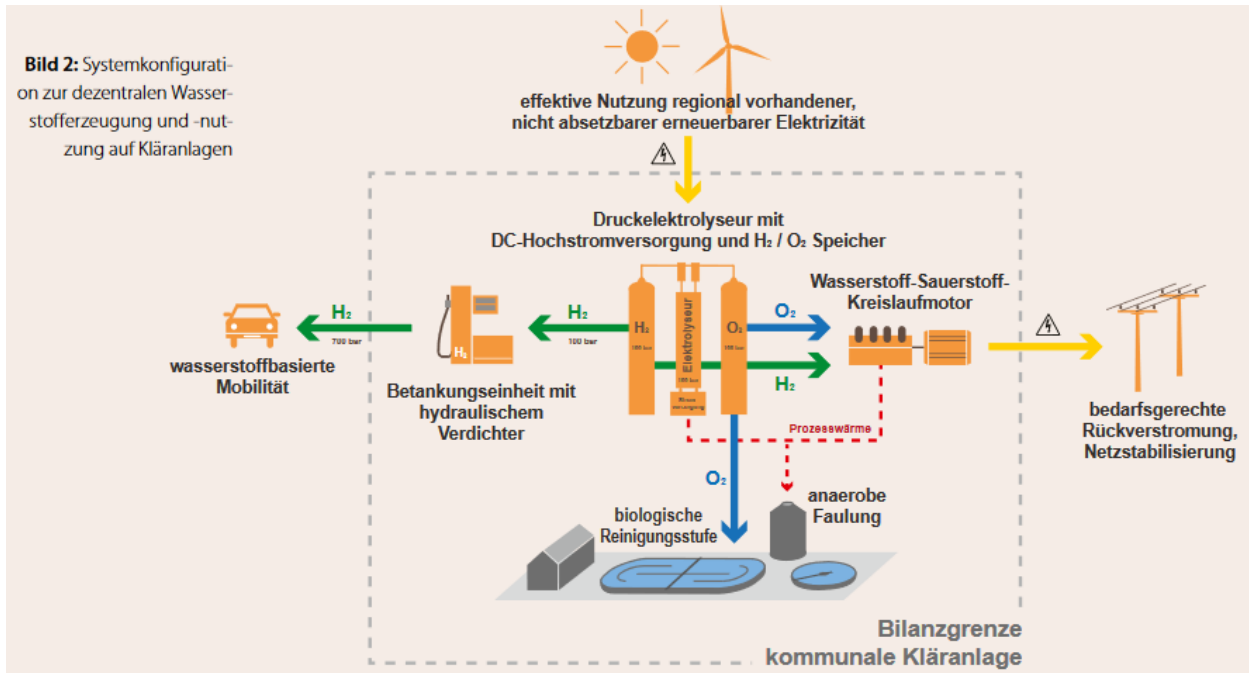 Bild 2: Systemkonfigurati-
on zur dezentralen Wasser-
stofferzeugung und -nut-
zung auf Kläranlagen
effektive Nutzung regional vorhandener,
nicht absetzbarer erneuerbarer Elektrizität
Druckelektrolyseur mit
DC-Hochstromversorgung und H₂ / O₂ Speicher
Wasserstoff-Sauerstoff-
Kreislaufmotor
H₂
700 bar
wasserstoffbasierte
Mobilität
H₂
H₂
100 bar
Betankungseinheit mit
hydraulischem
Verdichter
H₂
Elektrolyseur
O₂
O₂
H₂
Prozesswärme
bedarfsgerechte
Rückverstromung,
Netzstabilisierung
O₂
biologische
Reinigungsstufe
anaerobe
Faulung
Bilanzgrenze
kommunale Kläranlage